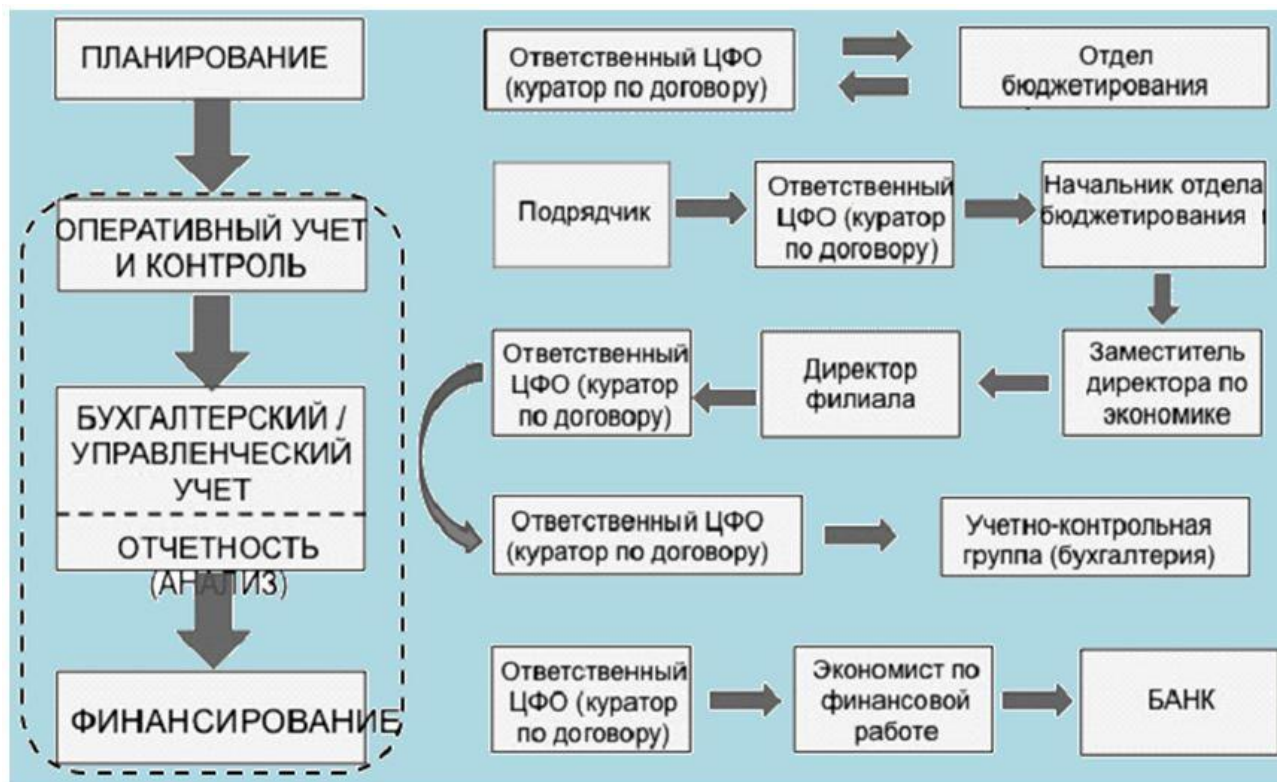 ПЛАНИРОВАНИЕ
Ответственный ЦФО
(куратор по договору)
Отдел
бюджетирования
ОПЕРАТИВНЫЙ УЧЕТ
И КОНТРОЛЬ
Подрядчик
Ответственный
ЦФО (куратор
по договору)
Начальник отдела
бюджетирования
БУХГАЛТЕРСКИЙ /
УПРАВЛЕНЧЕСКИЙ
УЧЕТ
Ответственный
ЦФО (куратор
по договору)
Директор
филиала
Заместитель
директора по
экономике
ОТЧЕТНОСТЬ
(АНАЛИЗ)
Ответственный ЦФО
(куратор по договору)
Учетно-контрольная
группа (бухгалтерия)
ФИНАНСИРОВАНИЕ
Ответственный
ЦФО (куратор
по договору)
Экономист по
финансовой
работе
БАНК